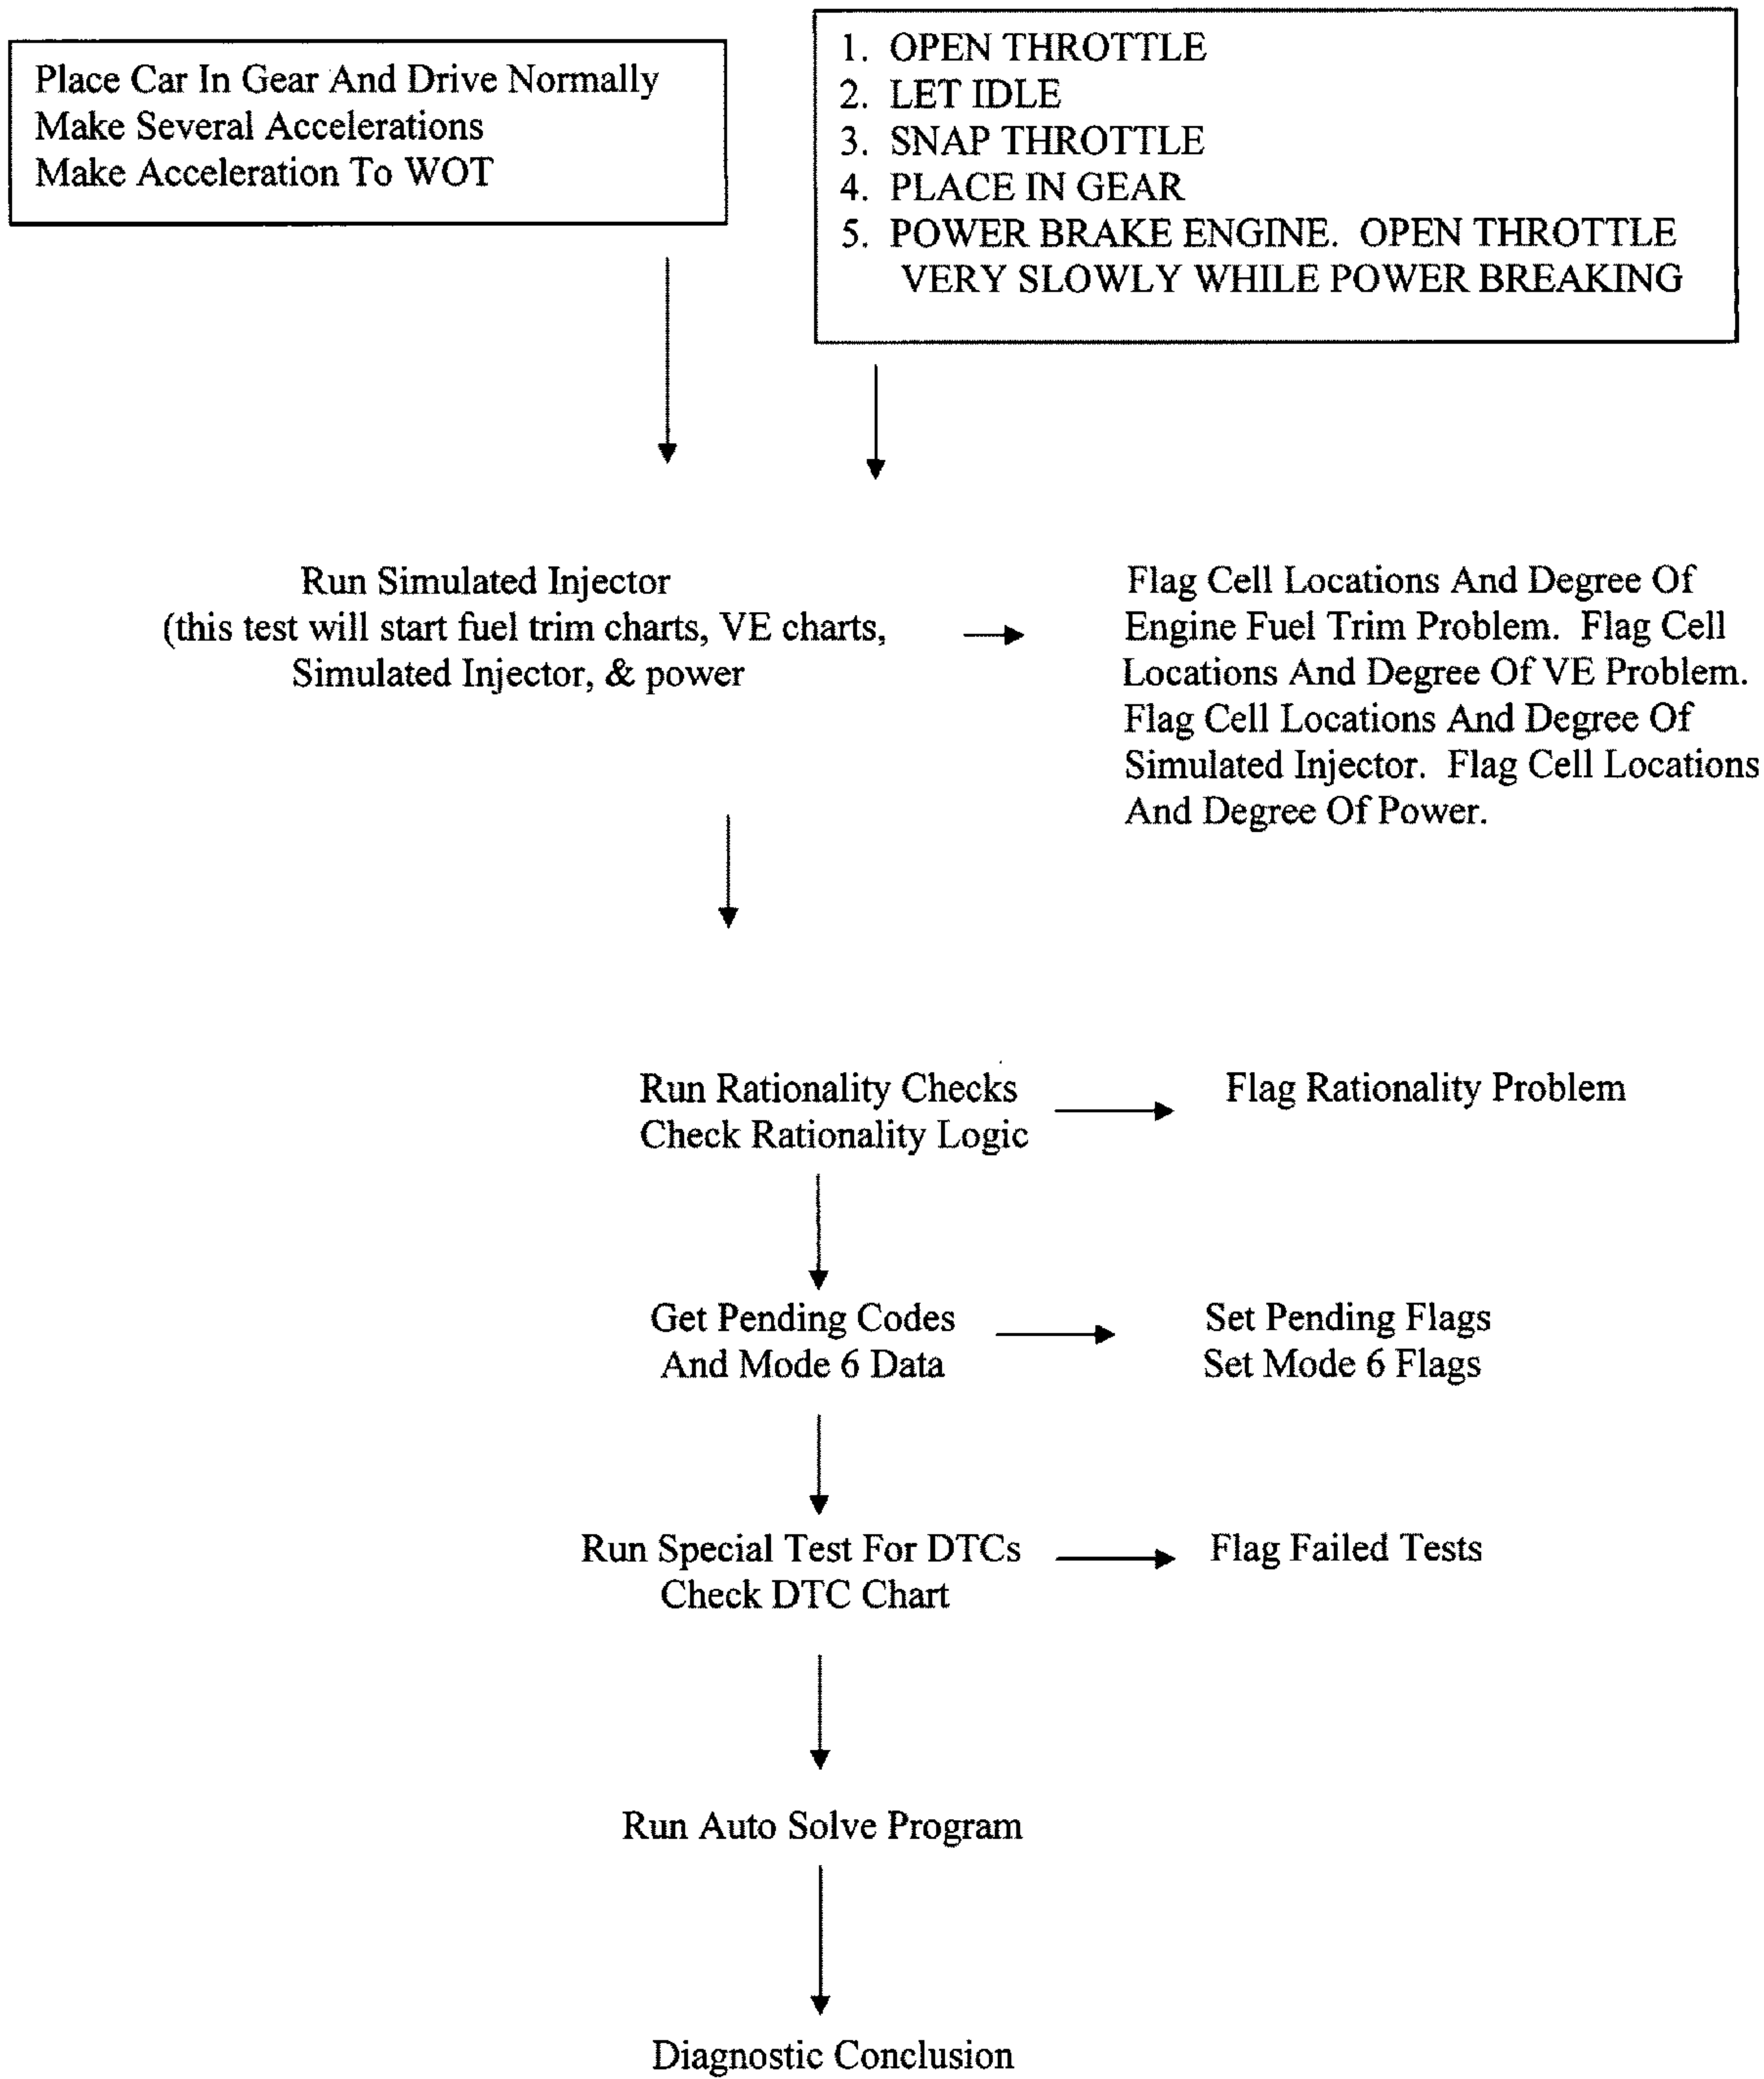 Place Car In Gear And Drive Normally
Make Several Accelerations
Make Acceleration To WOT
1. OPEN THROTTLE
2. LET IDLE
3. SNAP THROTTLE
4. PLACE IN GEAR
5. POWER BRAKE ENGINE. OPEN THROTTLE
VERY SLOWLY WHILE POWER BREAKING
Run Simulated Injector
(this test will start fuel trim charts, VE charts,
Simulated Injector, & power
Flag Cell Locations And Degree Of
Engine Fuel Trim Problem. Flag Cell
Locations And Degree Of VE Problem.
Flag Cell Locations And Degree Of
Simulated Injector. Flag Cell Locations
And Degree Of Power.
Run Rationality Checks
Check Rationality Logic
Flag Rationality Problem
Get Pending Codes
And Mode 6 Data
Set Pending Flags
Set Mode 6 Flags
Run Special Test For DTCs
Check DTC Chart
Flag Failed Tests
Run Auto Solve Program
Diagnostic Conclusion